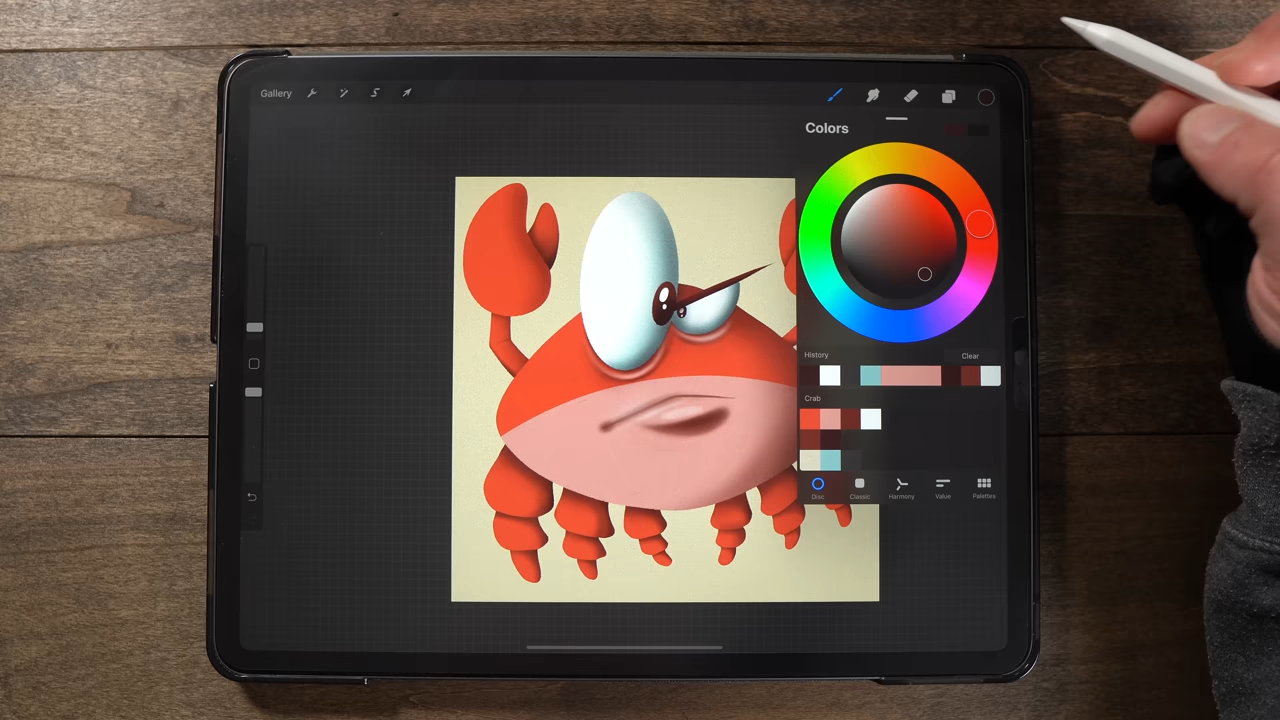 Gallery
Colors
History Clear
Crab
Disc Classic Harmony Value Palettes